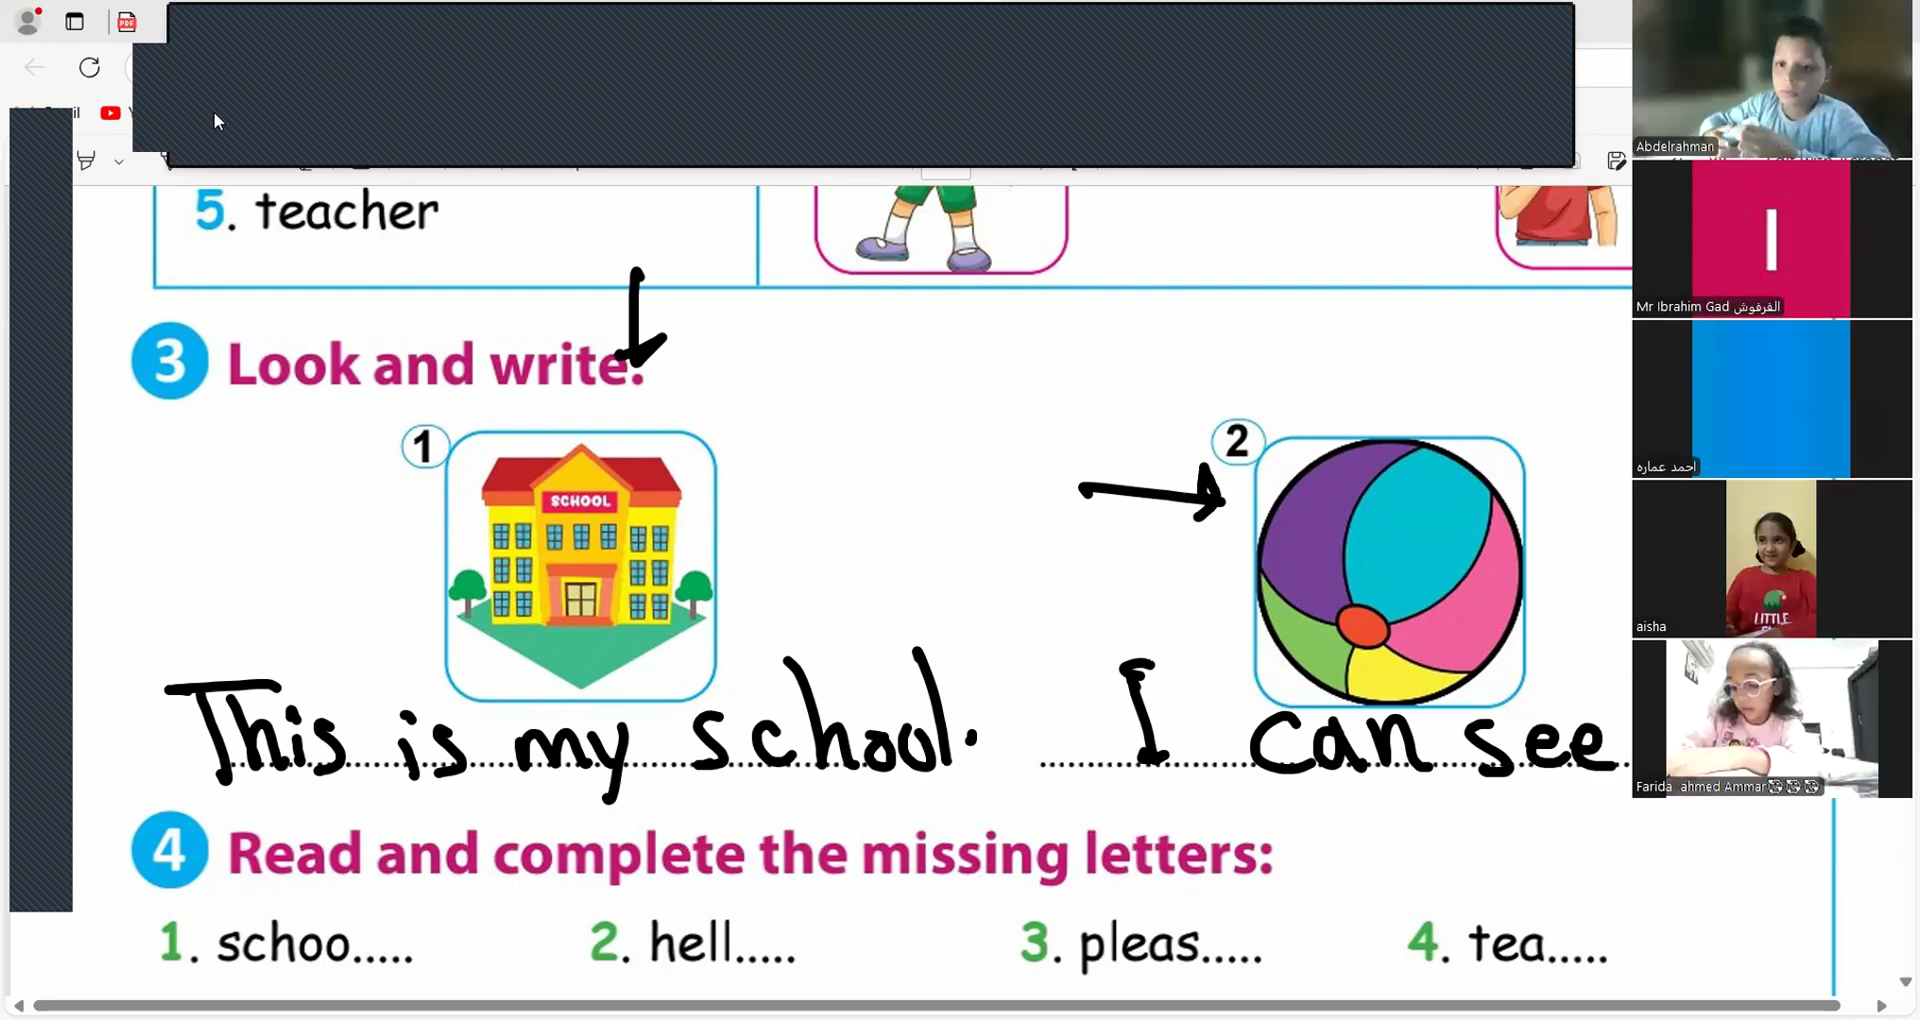 5. teacher
3 Look and write:
1
2
SCHOOL
This is my school. I can see
4 Read and complete the missing letters:
1. schoo..... 2. hell..... 3. pleas..... 4. tea.....
Abdelrahman
Mr Ibrahim Gad الفرفوش
احمد عماره
aisha
LITTLE
Farida ahmed Ammar